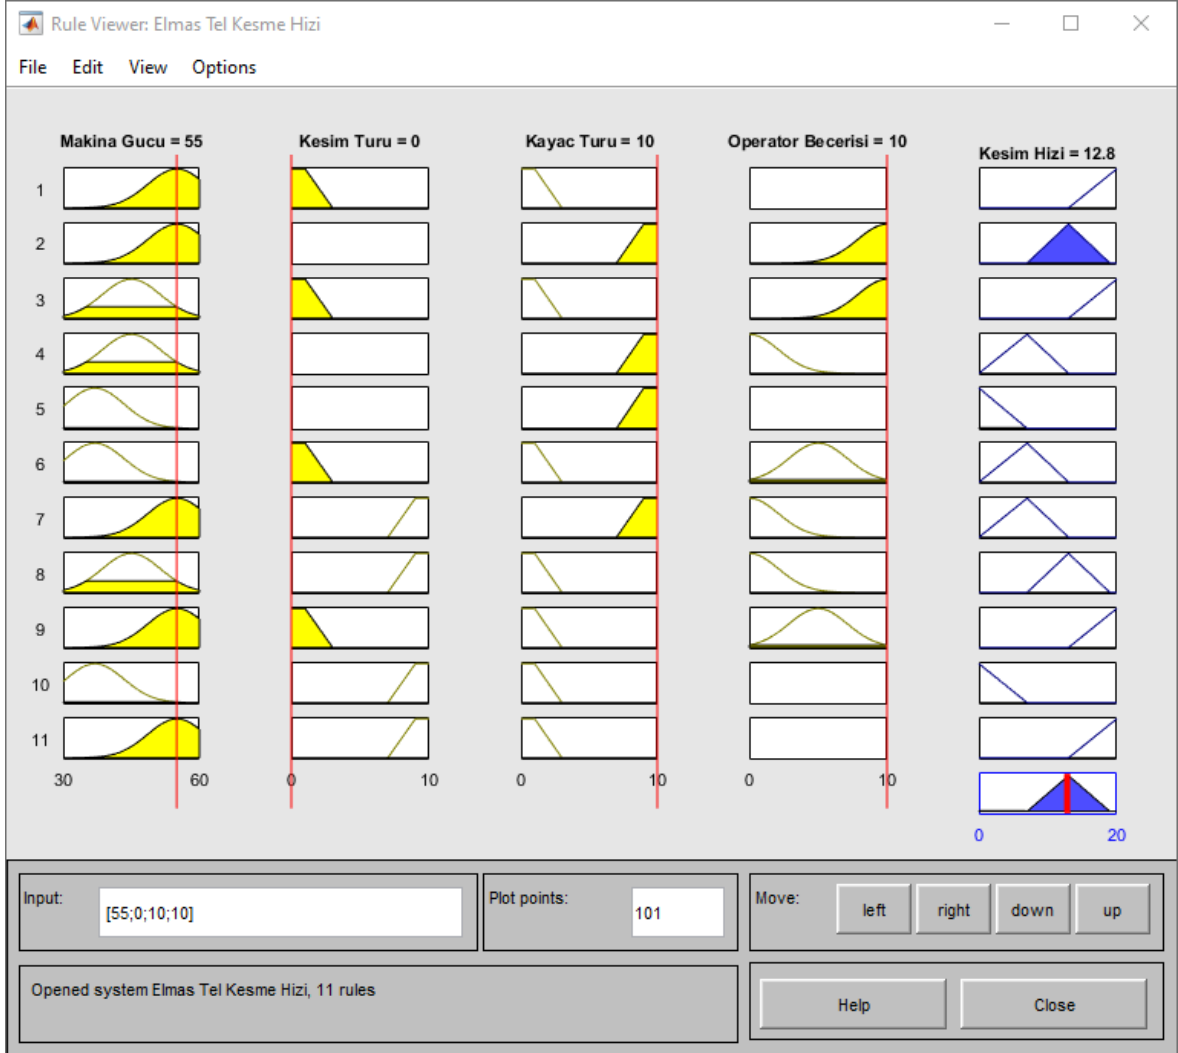 Rule Viewer: Elmas Tel Kesme Hizi
File Edit View Options
Makina Gucu = 55 Kesim Turu = 0 Kayac Turu = 10 Operator Becerisi = 10 Kesim Hizi = 12.8
1
2
3
4
5
6
7
8
9
10
11
30 60 0 10 0 10 0 10
0 20
Input: [55;0;10;10] Plot points: 101 Move: left right down up
Opened system Elmas Tel Kesme Hizi, 11 rules
Help Close